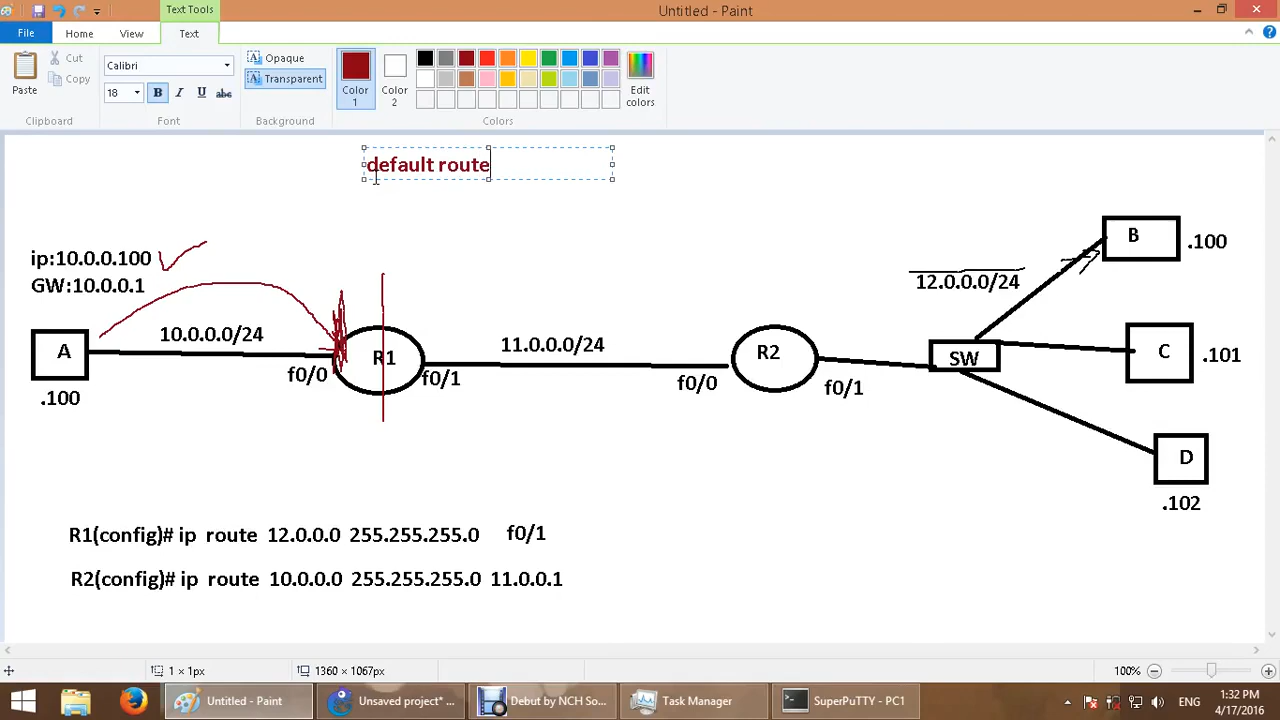 Untitled - Paint
Text Tools
File
Home
View
Text
Paste
Cut
Copy
Clipboard
Calibri
18
B
I
U
abc
Font
Opaque
Transparent
Background
Color 1
Color 2
Edit colors
Colors
default route
ip:10.0.0.100
GW:10.0.0.1
A
.100
10.0.0.0/24
f0/0
R1
f0/1
11.0.0.0/24
f0/0
R2
f0/1
12.0.0.0/24
SW
B
.100
C
.101
D
.102
R1(config)# ip route 12.0.0.0 255.255.255.0 f0/1
R2(config)# ip route 10.0.0.0 255.255.255.0 11.0.0.1
1 × 1px
1360 × 1067px
100%
Untitled - Paint
Unsaved project* ...
Debut by NCH So...
Task Manager
SuperPuTTY - PC1
ENG
1:32 PM
4/17/2016